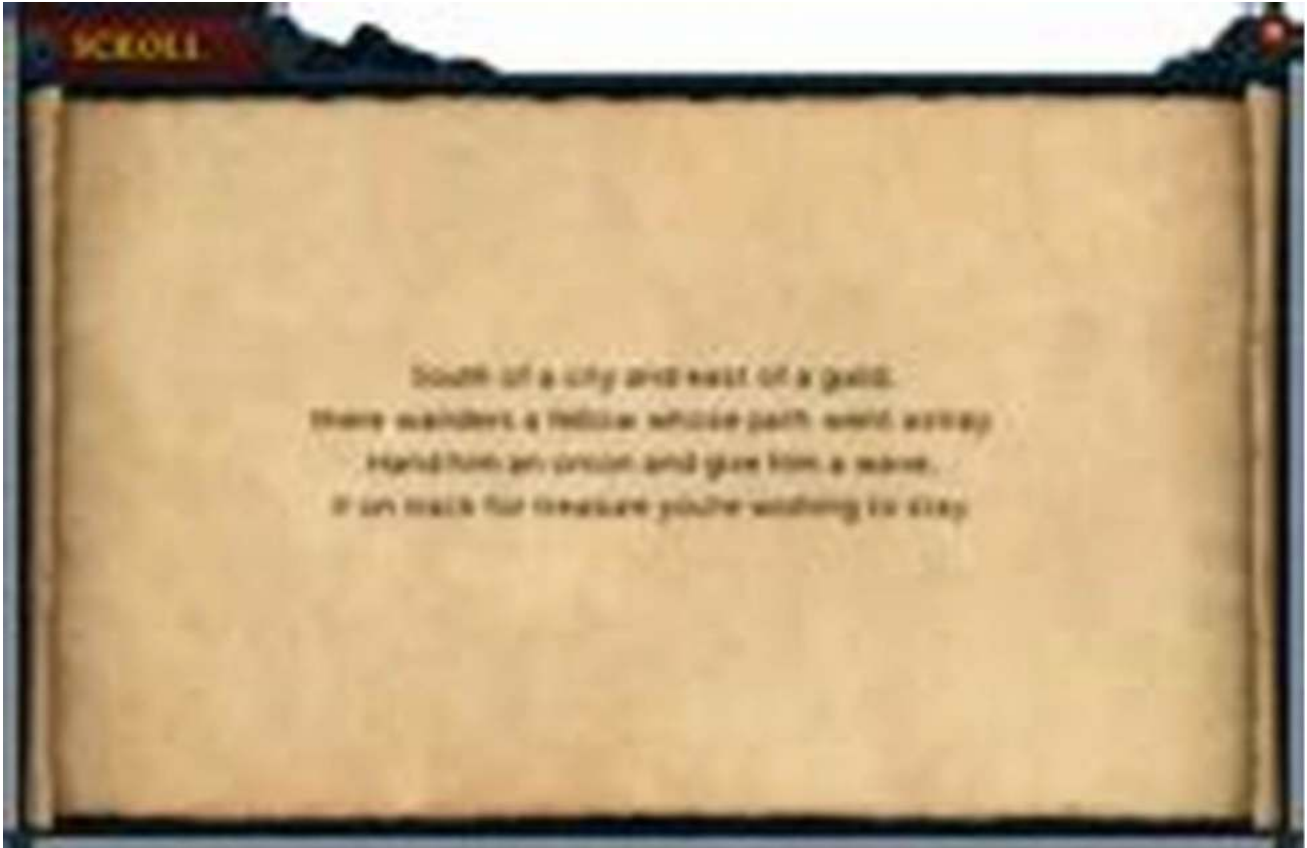 SCROLL
South of a city and east of a guild,
there wanders a fellow whose path went astray.
Hand him an onion and give him a wave,
if on track for treasure you're wishing to stay.